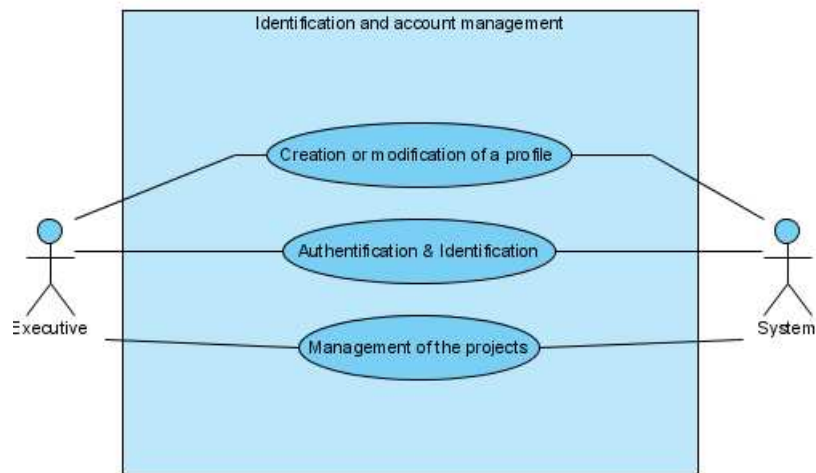 Identification and account management
Creation or modification of a profile
Authentification & Identification
Executive
System
Management of the projects